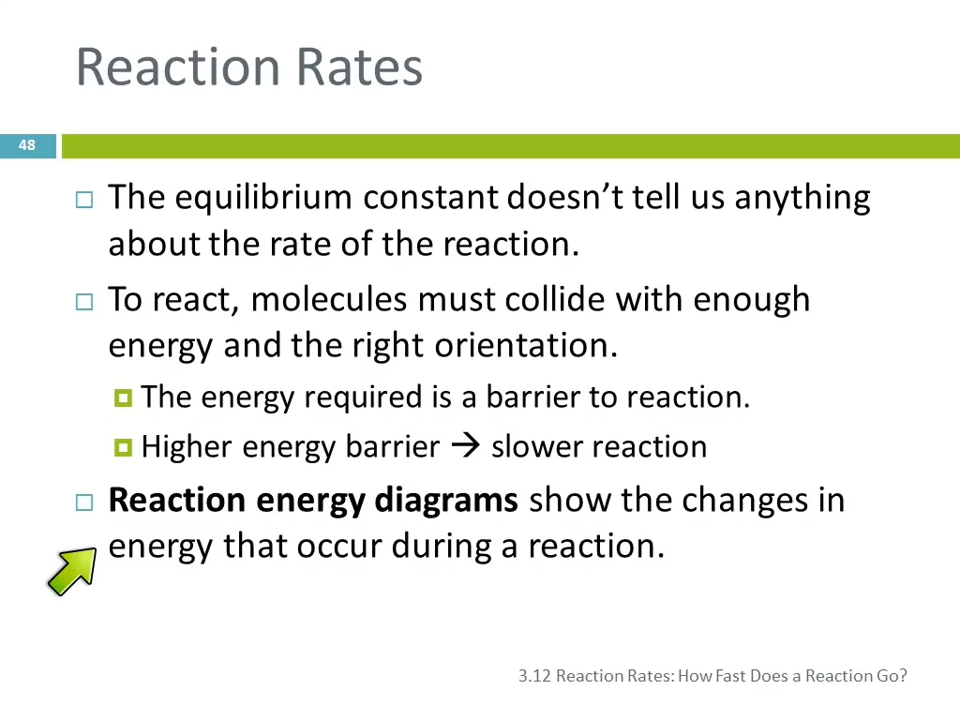 Reaction Rates
48
The equilibrium constant doesn’t tell us anything
about the rate of the reaction.
To react, molecules must collide with enough
energy and the right orientation.
The energy required is a barrier to reaction.
Higher energy barrier → slower reaction
Reaction energy diagrams show the changes in
energy that occur during a reaction.
3.12 Reaction Rates: How Fast Does a Reaction Go?